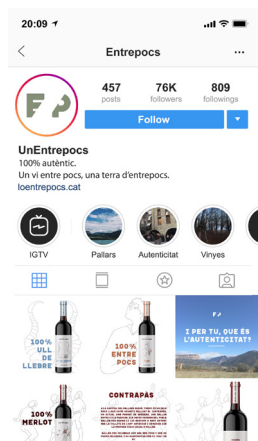 20:09
Entrepocs
457 76K 809
posts followers followings
Follow
UnEntrepocs
100% autèntic.
Un vi entre pocs, una terra d'entrepocs.
loentrepocs.cat
IGTV Pallars Autenticitat Vinyes
100%
ULL
DE
LLEBRE
100%
ENTRE
POCS
I PER TU, QUÈ ÉS
L'AUTENTICITAT?
100%
MERLOT
CONTRAPÀS